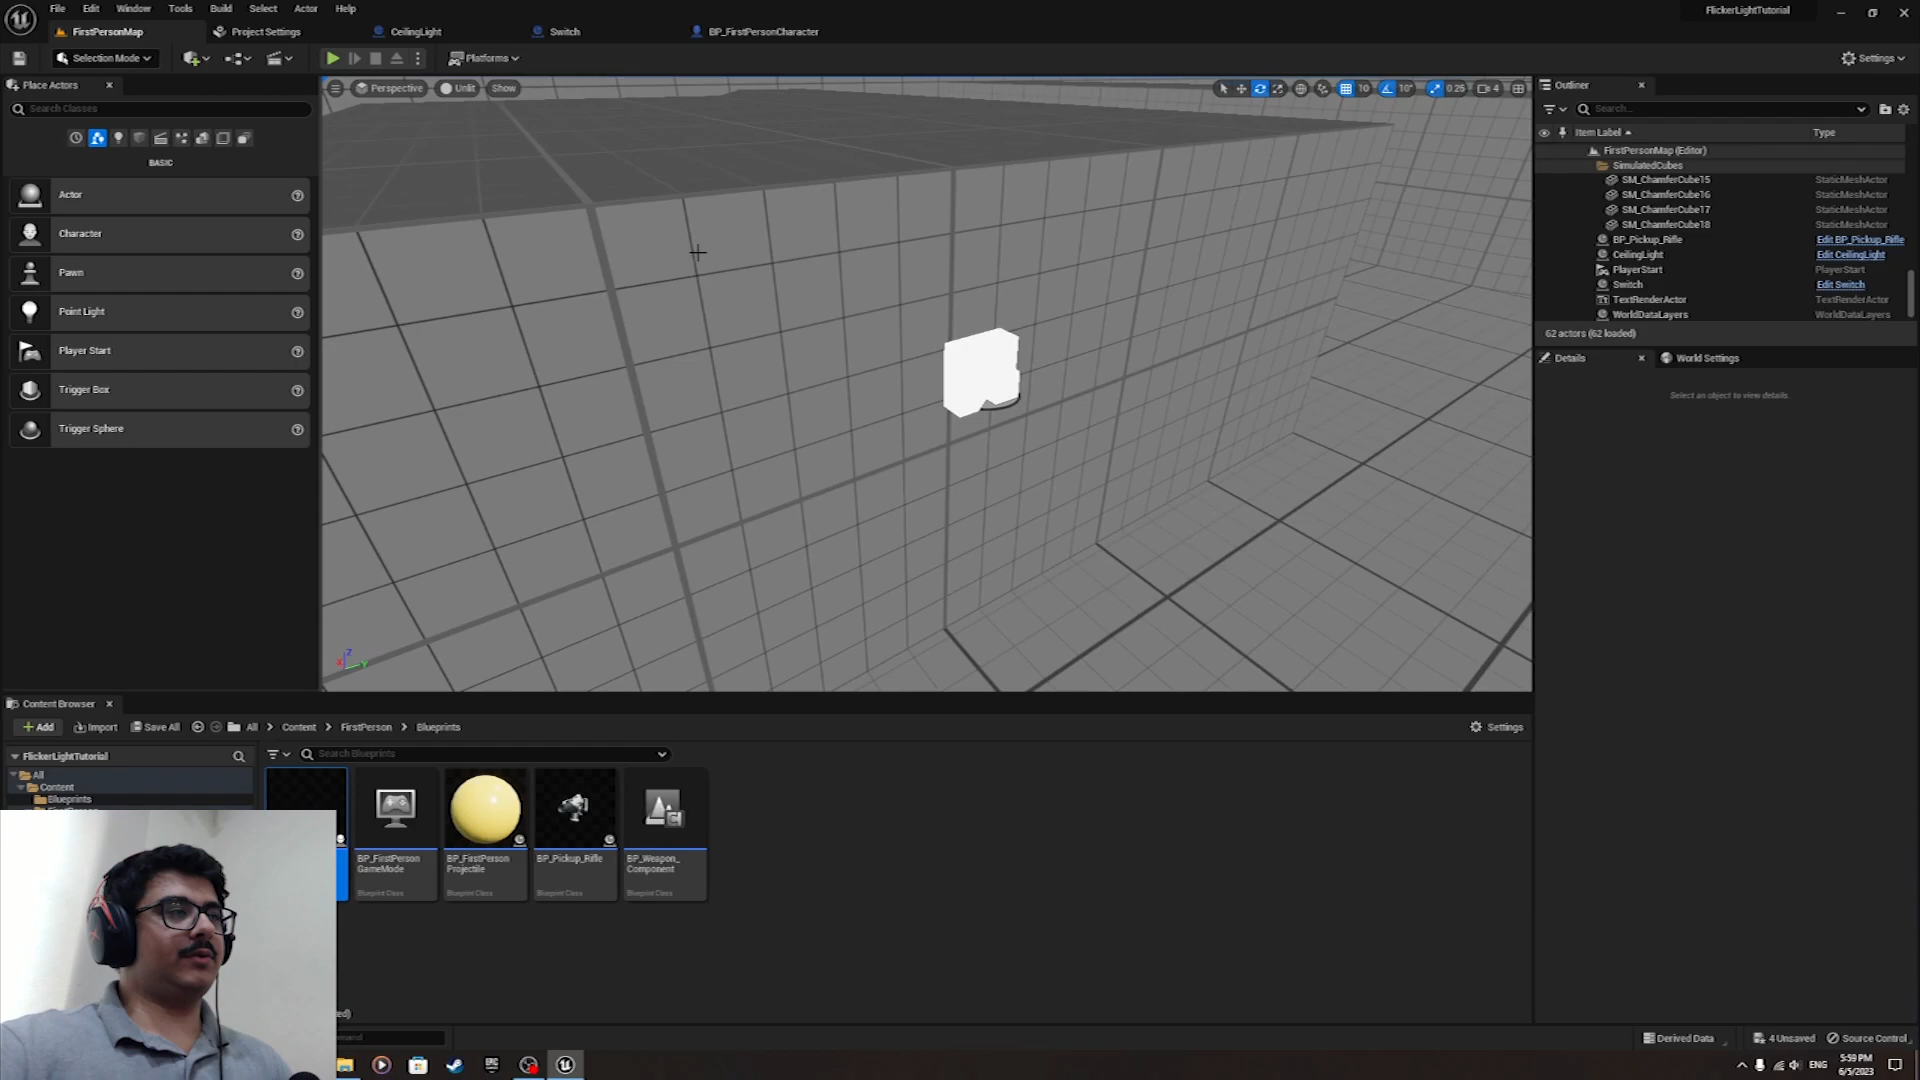 File Edit Window Tools Build Select Actor Help
FlickerLightTutorial
FirstPersonMap
Project Settings
CeilingLight
Switch
BP_FirstPersonCharacter
Selection Mode
Platforms
Settings
Place Actors
Search Classes
BASIC
Actor
Character
Pawn
Point Light
Player Start
Trigger Box
Trigger Sphere
Perspective
Unlit
Show
10
10°
0.25
4
Z
Outliner
Search...
Item Label
Type
FirstPersonMap (Editor)
SimulatedCubes
SM_ChamferCube15 StaticMeshActor
SM_ChamferCube16 StaticMeshActor
SM_ChamferCube17 StaticMeshActor
SM_ChamferCube18 StaticMeshActor
BP_Pickup_Rifle Edit BP_Pickup_Rifle
CeilingLight Edit CeilingLight
PlayerStart PlayerStart
Switch Edit Switch
TextRenderActor TextRenderActor
WorldDataLayers WorldDataLayers
62 actors (62 loaded)
Details
World Settings
Select an object to view details.
Content Browser
Add Import Save All
All > Content > FirstPerson > Blueprints
Settings
FlickerLightTutorial
Search Blueprints
All
Content
Blueprints
BP_FirstPerson
GameMode
Blueprint Class
BP_FirstPerson
Projectile
Blueprint Class
BP_Pickup_Rifle
Blueprint Class
BP_Weapon_
Component
Blueprint Class
Derived Data
4 Unsaved
Source Control
ENG
5:59 PM
6/5/2023